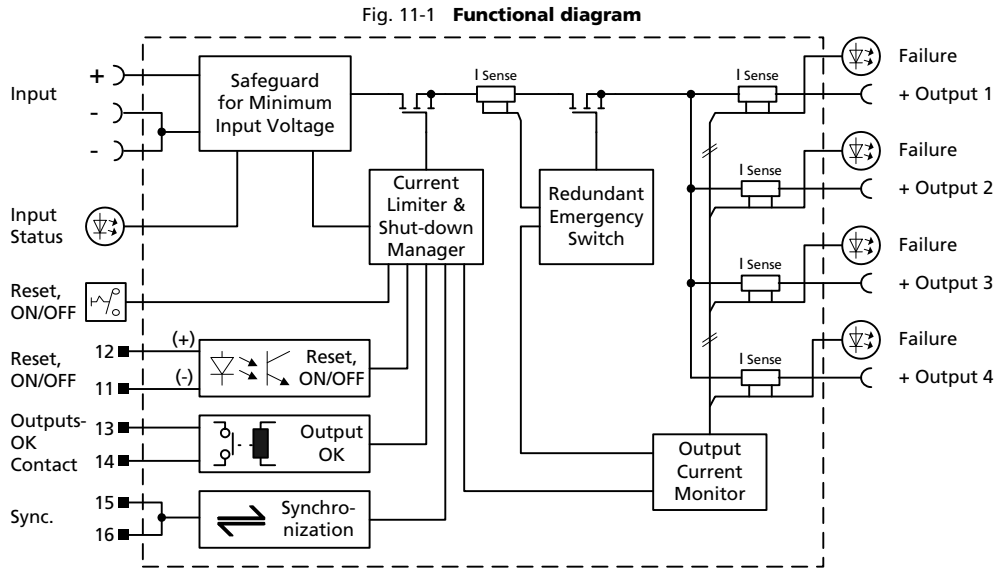 Fig. 11-1 Functional diagram
Input
+
-
-
Safeguard
for Minimum
Input Voltage
I Sense
I Sense
Failure
+ Output 1
Failure
I Sense
+ Output 2
Current
Limiter &
Shut-down
Manager
Redundant
Emergency
Switch
Input
Status
Failure
I Sense
+ Output 3
Reset,
ON/OFF
Failure
I Sense
+ Output 4
Reset,
ON/OFF
12
(+)
11
(-)
Reset,
ON/OFF
Outputs-
OK
Contact
13
14
Output
OK
Output
Current
Monitor
Sync.
15
16
Synchro-
nization